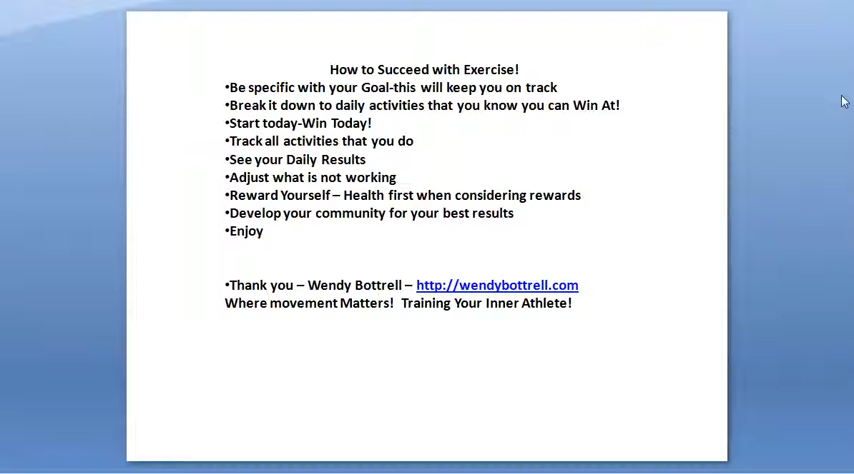 How to Succeed with Exercise!
•Be specific with your Goal-this will keep you on track
•Break it down to daily activities that you know you can Win At!
•Start today-Win Today!
•Track all activities that you do
•See your Daily Results
•Adjust what is not working
•Reward Yourself – Health first when considering rewards
•Develop your community for your best results
•Enjoy
•Thank you – Wendy Bottrell – http://wendybottrell.com
Where movement Matters!  Training Your Inner Athlete!